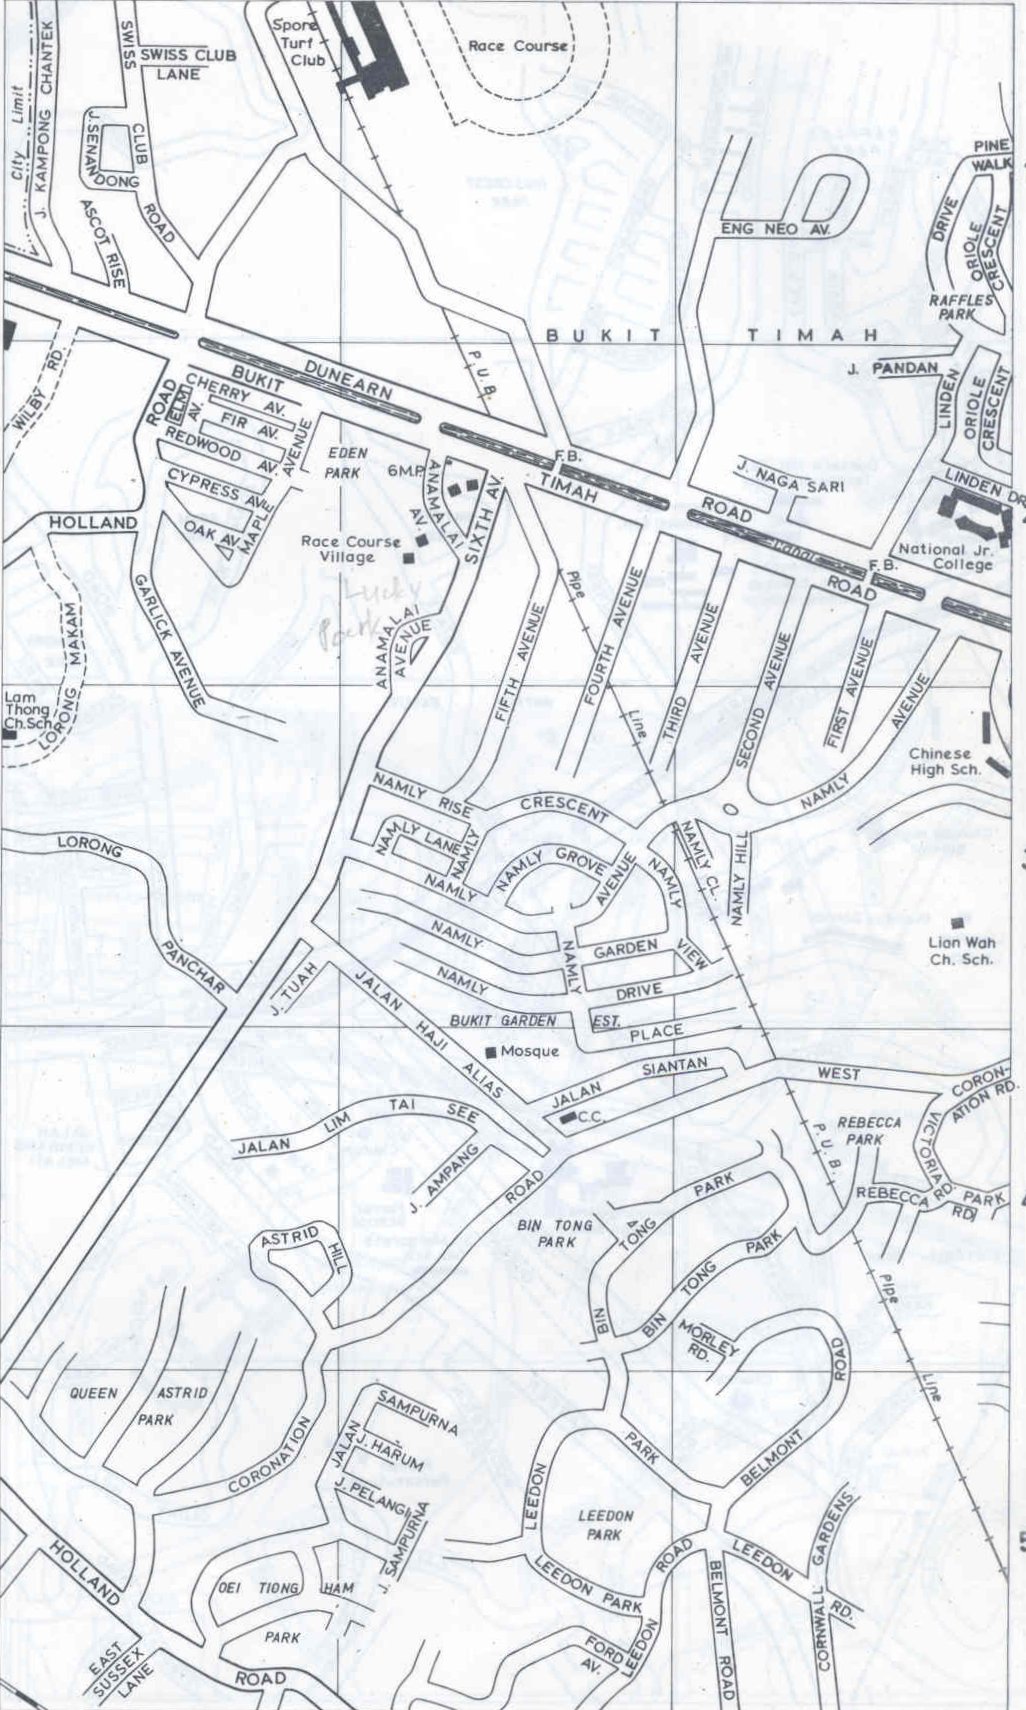 Spore
Turf
Club
Race Course
City Limit
J. KAMPONG CHANTEK
SWISS
SWISS CLUB
LANE
CLUB
ROAD
J. SENANDONG
ASCOT RISE
PINE
WALK
DRIVE
ORIOLE
CRESCENT
RAFFLES
PARK
ENG NEO AV.
BUKIT TIMAH
J. PANDAN
LINDEN
ORIOLE
CRESCENT
LINDEN DR.
P.U.B.
DUNEARN
BUKIT
WILBY RD.
ROAD
ELM
AV.
CHERRY AV.
FIR AV.
REDWOOD AV.
CYPRESS AVE
OAK AV.
MAPLE
AVENUE
EDEN
PARK
6M.P.
ANAMALAI
AV.
SIXTH AV.
F.B.
TIMAH
ROAD
J. NAGA SARI
Canal
F.B.
ROAD
National Jr.
College
HOLLAND
Race Course
Village
Lucky
Park
GARLICK AVENUE
LORONG MAKAM
Lam
Thong
Ch.Sch.
ANAMALAI
AVENUE
Pipe
Line
FIFTH AVENUE
FOURTH AVENUE
THIRD AVENUE
SECOND AVENUE
FIRST AVENUE
NAMLY AVENUE
Chinese
High Sch.
NAMLY RISE
CRESCENT
NAMLY LANE
NAMLY
NAMLY GROVE
AVENUE
NAMLY
NAMLY CL.
NAMLY HILL
LORONG
PANCHAR
NAMLY
NAMLY
NAMLY
NAMLY
GARDEN
VIEW
DRIVE
Lian Wah
Ch. Sch.
J. TUAH
JALAN HAJI ALIAS
BUKIT GARDEN EST.
PLACE
Mosque
JALAN SIANTAN
C.C.
WEST
CORON-
ATION RD.
JALAN LIM TAI SEE
J. AMPANG
ROAD
P.U.B.
REBECCA
PARK
VICTORIA
REBECCA RD.
PARK
RD
BIN TONG
PARK
BIN TONG PARK
BIN TONG PARK
ASTRID HILL
MORLEY
RD.
Pipe
Line
ROAD
QUEEN ASTRID
PARK
CORONATION
JALAN
SAMPURNA
J. HARUM
J. PELANGI
J. SAMPURNA
PARK
BELMONT
LEEDON
LEEDON
PARK
LEEDON PARK
ROAD
LEEDON
LEEDON
RD.
CORNWALL GARDENS
BELMONT ROAD
FORD
AV.
HOLLAND
OEI TIONG HAM
PARK
EAST
SUSSEX
LANE
ROAD